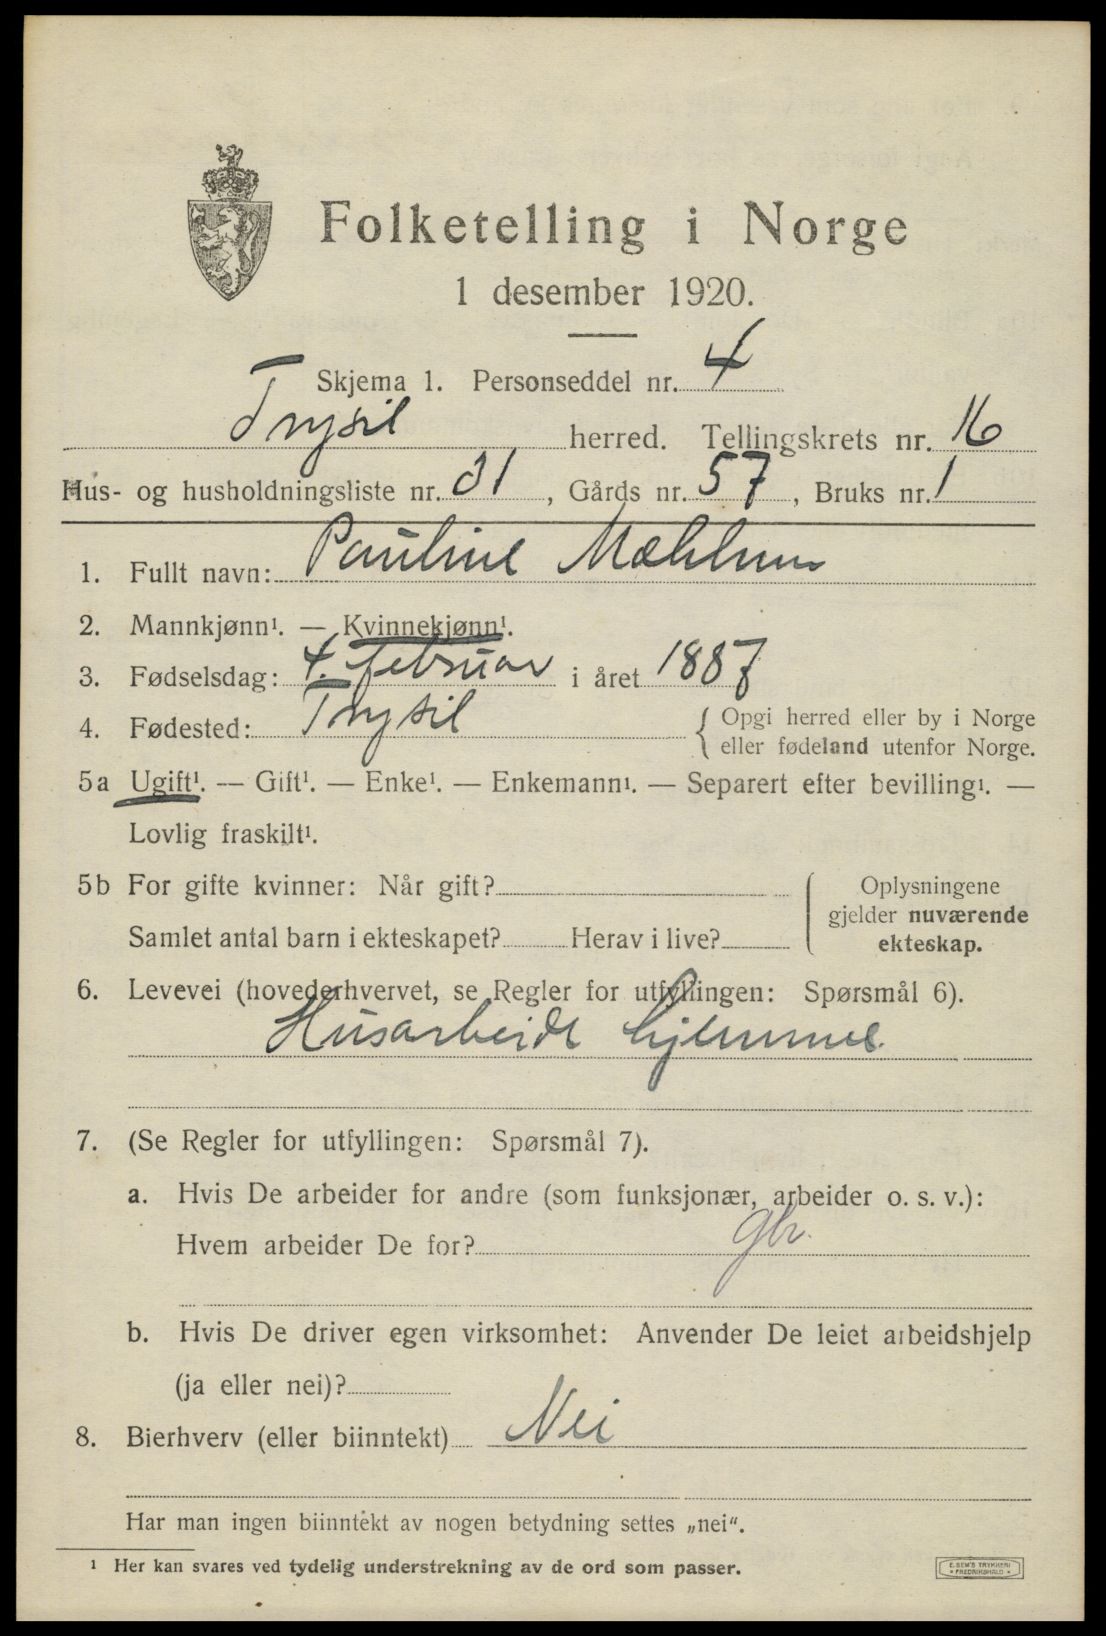 Folketelling i Norge
1 desember 1920.
Skjema 1. Personseddel nr. 4
Trysil herred. Tellingskrets nr. 16
Hus- og husholdningsliste nr. 31, Gårds nr. 57, Bruks nr. 1
1. Fullt navn: Pauline Mæhlum
2. Mannkjønn¹. — Kvinnekjønn¹.
3. Fødselsdag: 4. februar i året 1887
4. Fødested: Trysil { Opgi herred eller by i Norge
eller fødeland utenfor Norge.
5a Ugift¹. — Gift¹. — Enke¹. — Enkemann¹. — Separert efter bevilling¹. —
Lovlig fraskilt¹.
5b For gifte kvinner: Når gift? { Oplysningene
gjelder nuværende
Samlet antal barn i ekteskapet? Herav i live? ekteskap.
6. Levevei (hovederhvervet, se Regler for utfyllingen: Spørsmål 6).
Husarbeide hjemme
7. (Se Regler for utfyllingen: Spørsmål 7).
a. Hvis De arbeider for andre (som funksjonær, arbeider o. s. v.):
Hvem arbeider De for? gbr.
b. Hvis De driver egen virksomhet: Anvender De leiet arbeidshjelp
(ja eller nei)?
8. Bierhverv (eller biinntekt) Nei
Har man ingen biinntekt av nogen betydning settes „nei".
¹ Her kan svares ved tydelig understrekning av de ord som passer.
E. SEM'S TRYKKERI
* FREDRIKSHALD *